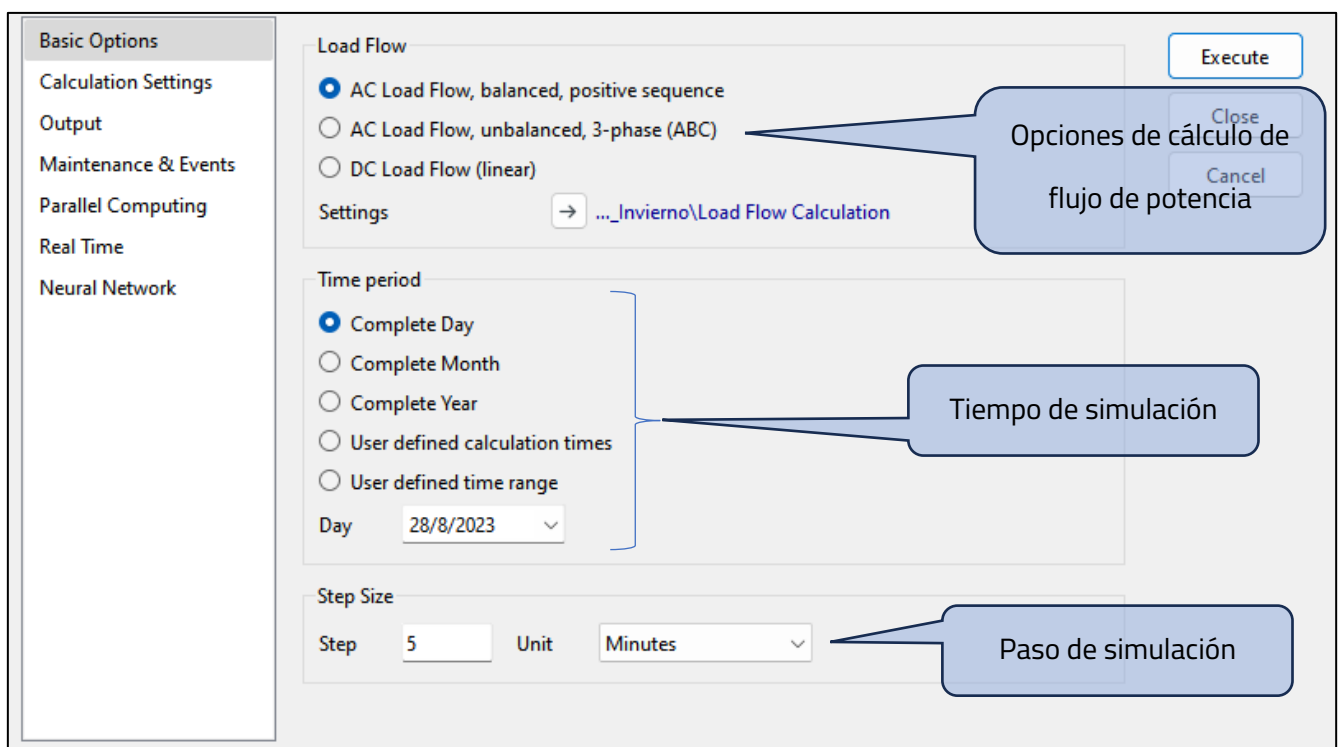 Basic Options
Calculation Settings
Output
Maintenance & Events
Parallel Computing
Real Time
Neural Network
Load Flow
AC Load Flow, balanced, positive sequence
AC Load Flow, unbalanced, 3-phase (ABC)
DC Load Flow (linear)
Settings → ..._Invierno\Load Flow Calculation
Execute
Close
Cancel
Opciones de cálculo de
flujo de potencia
Time period
Complete Day
Complete Month
Complete Year
User defined calculation times
User defined time range
Day 28/8/2023
Tiempo de simulación
Step Size
Step 5 Unit Minutes
Paso de simulación